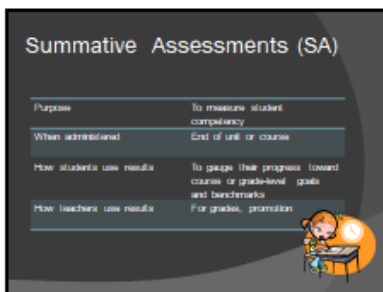 Summative Assessments (SA)
Purpose To measure student
competency
When administered End of unit or course
How students use results To gauge their progress toward
course or grade-level goals
and benchmarks
How teachers use results For grades, promotion